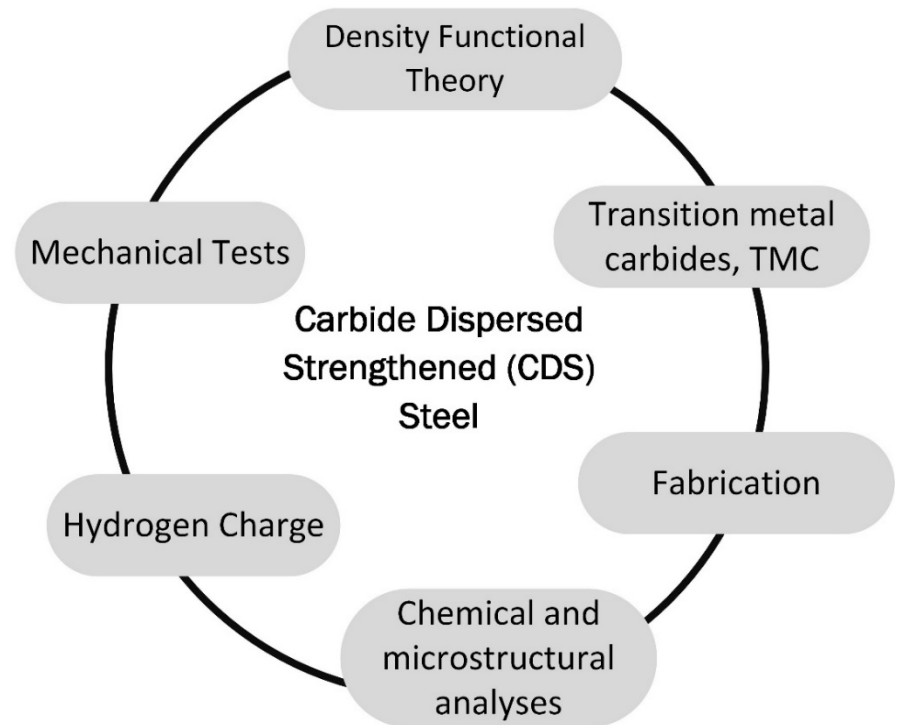 Density Functional
Theory
Transition metal
carbides, TMC
Mechanical Tests
Carbide Dispersed
Strengthened (CDS)
Steel
Fabrication
Hydrogen Charge
Chemical and
microstructural
analyses